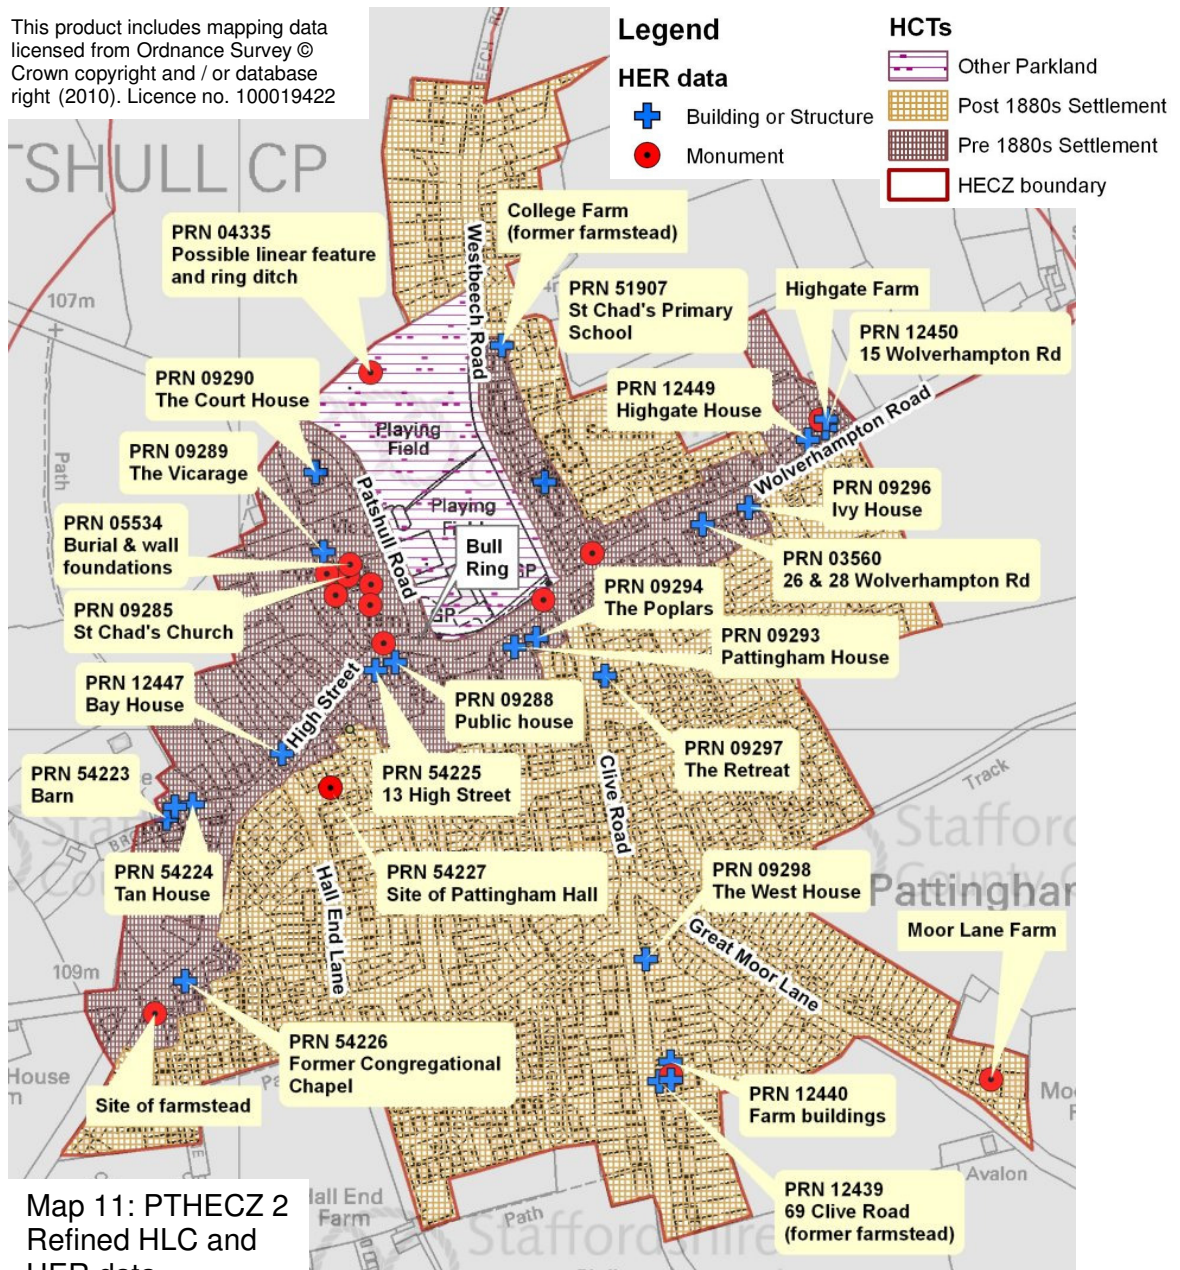 This product includes mapping data
licensed from Ordnance Survey ©
Crown copyright and / or database
right (2010). Licence no. 100019422
Legend
HER data
Building or Structure
Monument
HCTs
Other Parkland
Post 1880s Settlement
Pre 1880s Settlement
HECZ boundary
TSHULL CP
PRN 04335
Possible linear feature
and ring ditch
College Farm
(former farmstead)
Westbeech Road
PRN 51907
St Chad's Primary
School
Highgate Farm
PRN 12450
15 Wolverhampton Rd
107m
PRN 09290
The Court House
PRN 12449
Highgate House
Wolverhampton Road
Playing
Field
PRN 09289
The Vicarage
Path
Patshull Road
PRN 09296
Ivy House
Playing
PRN 05534
Burial & wall
foundations
Bull
Ring
PRN 03560
26 & 28 Wolverhampton Rd
PRN 09285
St Chad's Church
PRN 09294
The Poplars
PRN 09293
Pattingham House
PRN 12447
Bay House
High Street
PRN 09288
Public house
PRN 09297
The Retreat
PRN 54223
Barn
PRN 54225
13 High Street
Clive Road
Track
Stafford
PRN 54224
Tan House
PRN 54227
Site of Pattingham Hall
Hall End Lane
PRN 09298
The West House
County
Pattinghar
Great Moor Lane
Moor Lane Farm
109m
PRN 54226
Former Congregational
Chapel
House
Site of farmstead
PRN 12440
Farm buildings
Avalon
PRN 12439
69 Clive Road
(former farmstead)
Hall End
Farm
Path
Staffordshire
Map 11: PTHECZ 2
Refined HLC and
HER data